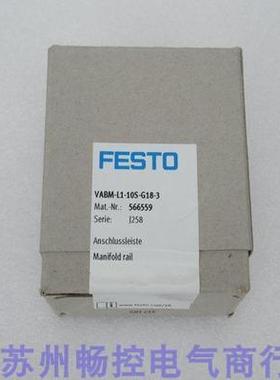 FESTO
VABM-L1-10S-G18-3
Mat.-Nr.: 566559
Serie: J258
Anschlussleiste
Manifold rail
苏州畅控电气商行